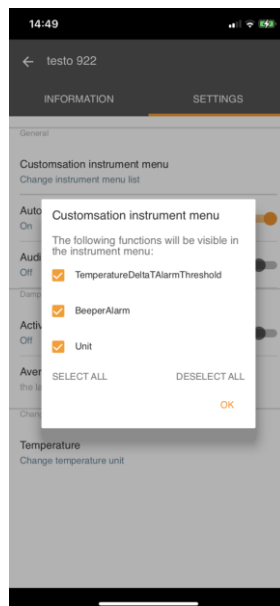 14:49
testo 922
INFORMATION SETTINGS
General
Customsation instrument menu
Change instrument menu list
Auto
On
Customsation instrument menu
The following functions will be visible in
the instrument menu:
TemperatureDeltaTAlarmThreshold
BeeperAlarm
Unit
SELECT ALL DESELECT ALL
OK
Audi
Off
Damp
Activ
Off
Aver
the la
Chang
Temperature
Change temperature unit